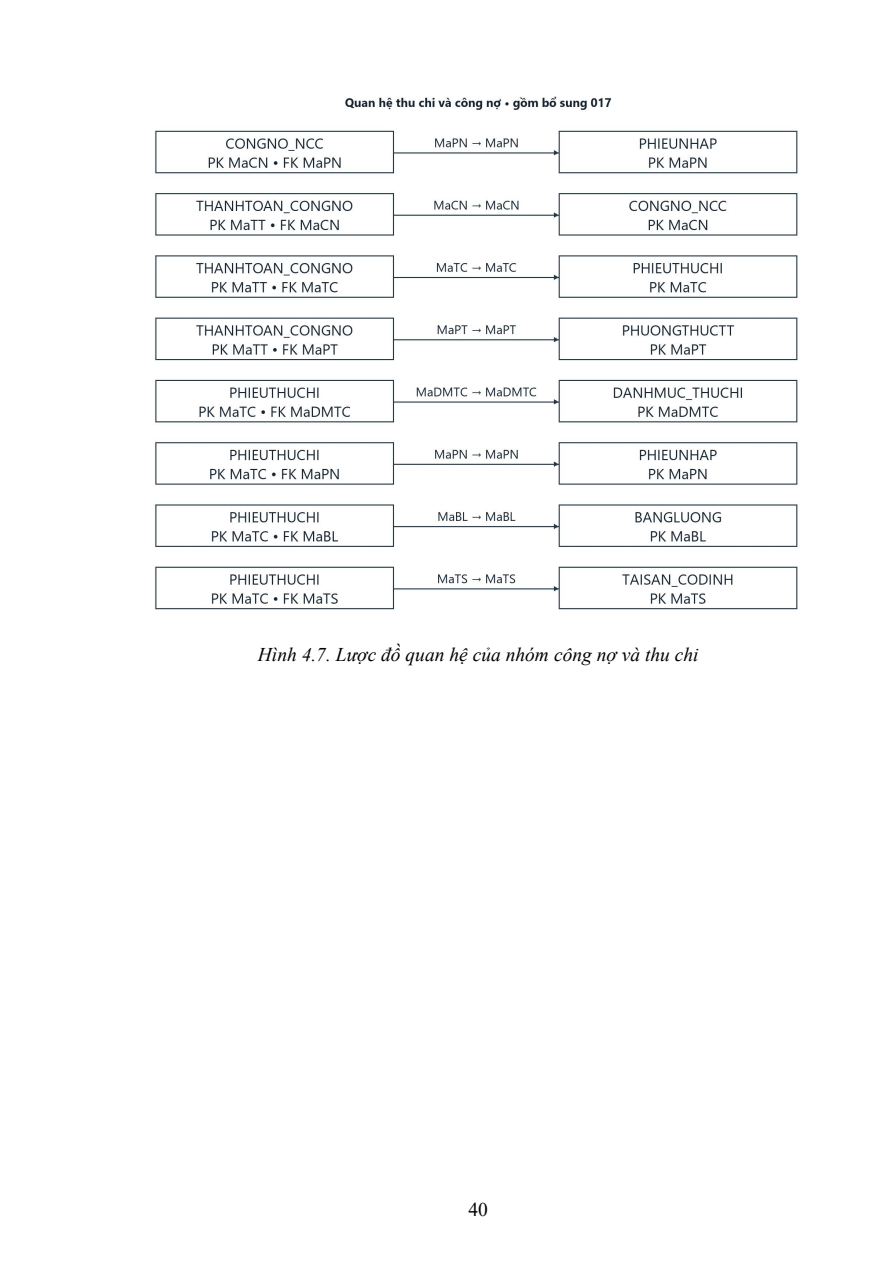 Quan hệ thu chi và công nợ • gồm bổ sung 017
CONGNO_NCC
PK MaCN • FK MaPN
MaPN → MaPN
PHIEUNHAP
PK MaPN
THANHTOAN_CONGNO
PK MaTT • FK MaCN
MaCN → MaCN
CONGNO_NCC
PK MaCN
THANHTOAN_CONGNO
PK MaTT • FK MaTC
MaTC → MaTC
PHIEUTHUCHI
PK MaTC
THANHTOAN_CONGNO
PK MaTT • FK MaPT
MaPT → MaPT
PHUONGTHUCTT
PK MaPT
PHIEUTHUCHI
PK MaTC • FK MaDMTC
MaDMTC → MaDMTC
DANHMUC_THUCHI
PK MaDMTC
PHIEUTHUCHI
PK MaTC • FK MaPN
MaPN → MaPN
PHIEUNHAP
PK MaPN
PHIEUTHUCHI
PK MaTC • FK MaBL
MaBL → MaBL
BANGLUONG
PK MaBL
PHIEUTHUCHI
PK MaTC • FK MaTS
MaTS → MaTS
TAISAN_CODINH
PK MaTS
Hình 4.7. Lược đồ quan hệ của nhóm công nợ và thu chi
40